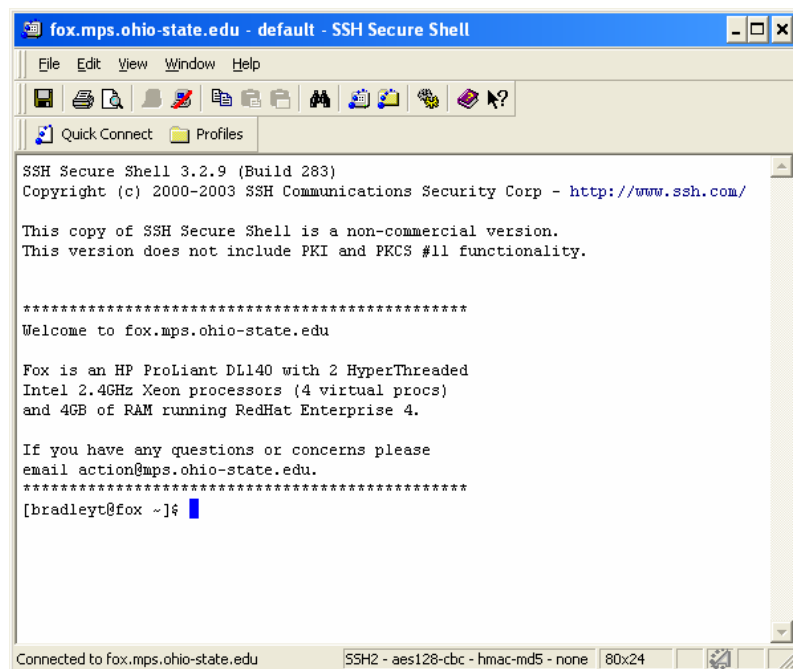 fox.mps.ohio-state.edu - default - SSH Secure Shell
File Edit View Window Help
Quick Connect Profiles
SSH Secure Shell 3.2.9 (Build 283)
Copyright (c) 2000-2003 SSH Communications Security Corp - http://www.ssh.com/
This copy of SSH Secure Shell is a non-commercial version.
This version does not include PKI and PKCS #11 functionality.
************************************************
Welcome to fox.mps.ohio-state.edu
Fox is an HP ProLiant DL140 with 2 HyperThreaded
Intel 2.4GHz Xeon processors (4 virtual procs)
and 4GB of RAM running RedHat Enterprise 4.
If you have any questions or concerns please
email action@mps.ohio-state.edu.
************************************************
[bradleyt@fox ~]$
Connected to fox.mps.ohio-state.edu SSH2 - aes128-cbc - hmac-md5 - none 80x24